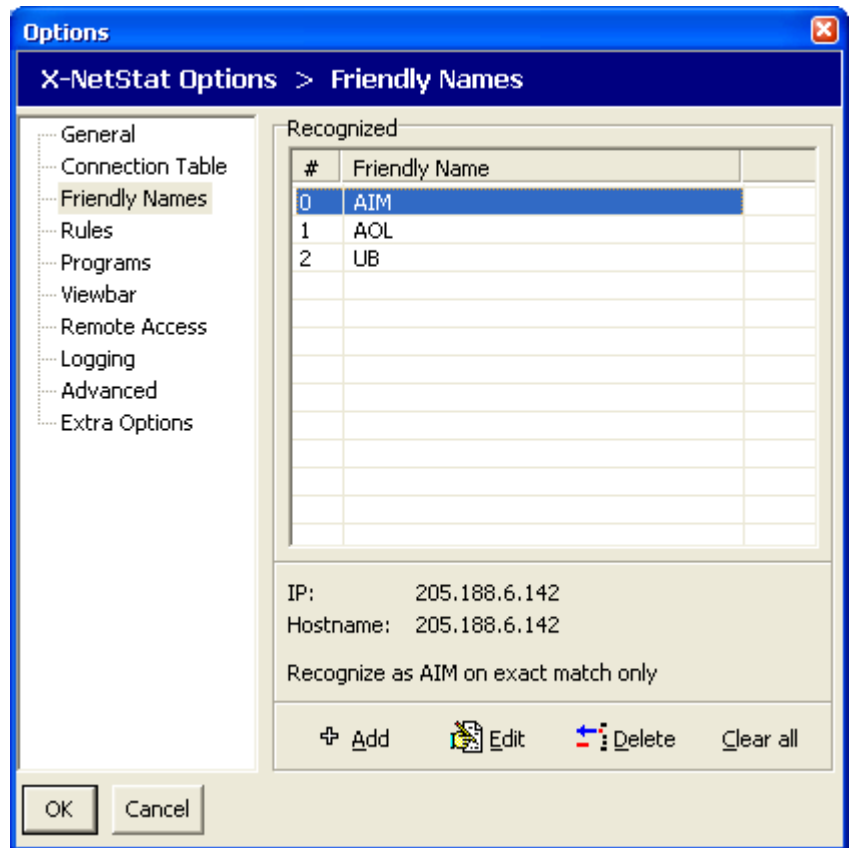 Options
X-NetStat Options > Friendly Names
General
Connection Table
Friendly Names
Rules
Programs
Viewbar
Remote Access
Logging
Advanced
Extra Options
Recognized
# Friendly Name
0 AIM
1 AOL
2 UB
IP: 205.188.6.142
Hostname: 205.188.6.142
Recognize as AIM on exact match only
Add Edit Delete Clear all
OK Cancel